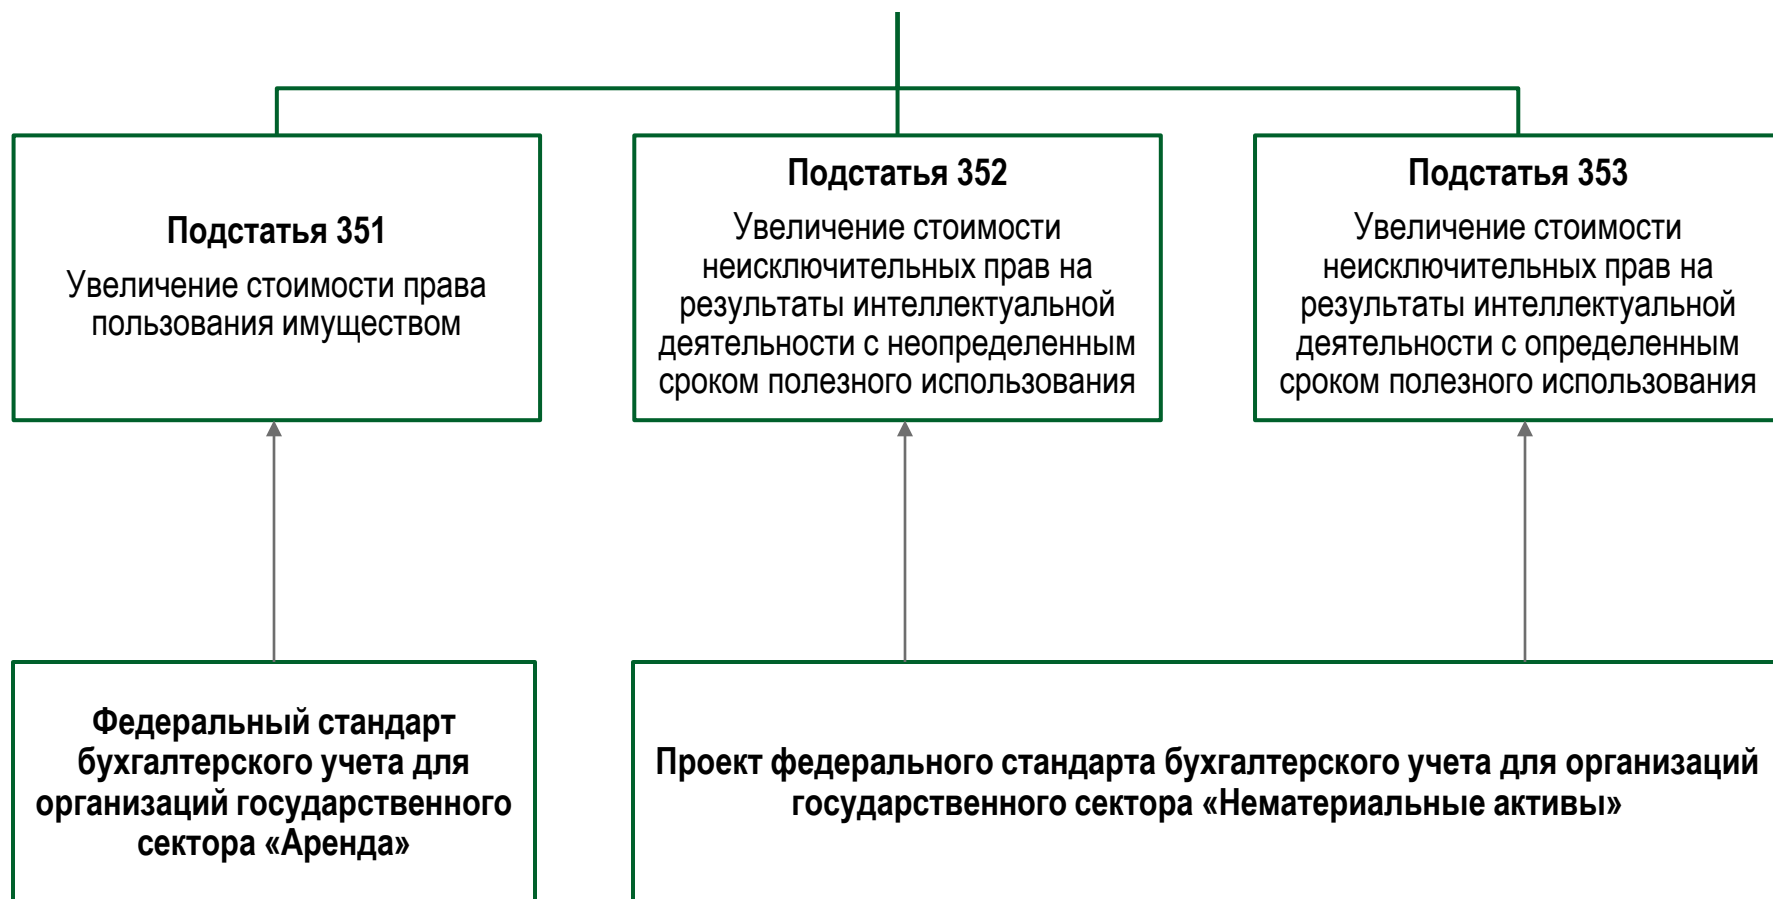 Подстатья 351
Увеличение стоимости права
пользования имуществом
Подстатья 352
Увеличение стоимости
неисключительных прав на
результаты интеллектуальной
деятельности с неопределенным
сроком полезного использования
Подстатья 353
Увеличение стоимости
неисключительных прав на
результаты интеллектуальной
деятельности с определенным
сроком полезного использования
Федеральный стандарт
бухгалтерского учета для
организаций государственного
сектора «Аренда»
Проект федерального стандарта бухгалтерского учета для организаций
государственного сектора «Нематериальные активы»